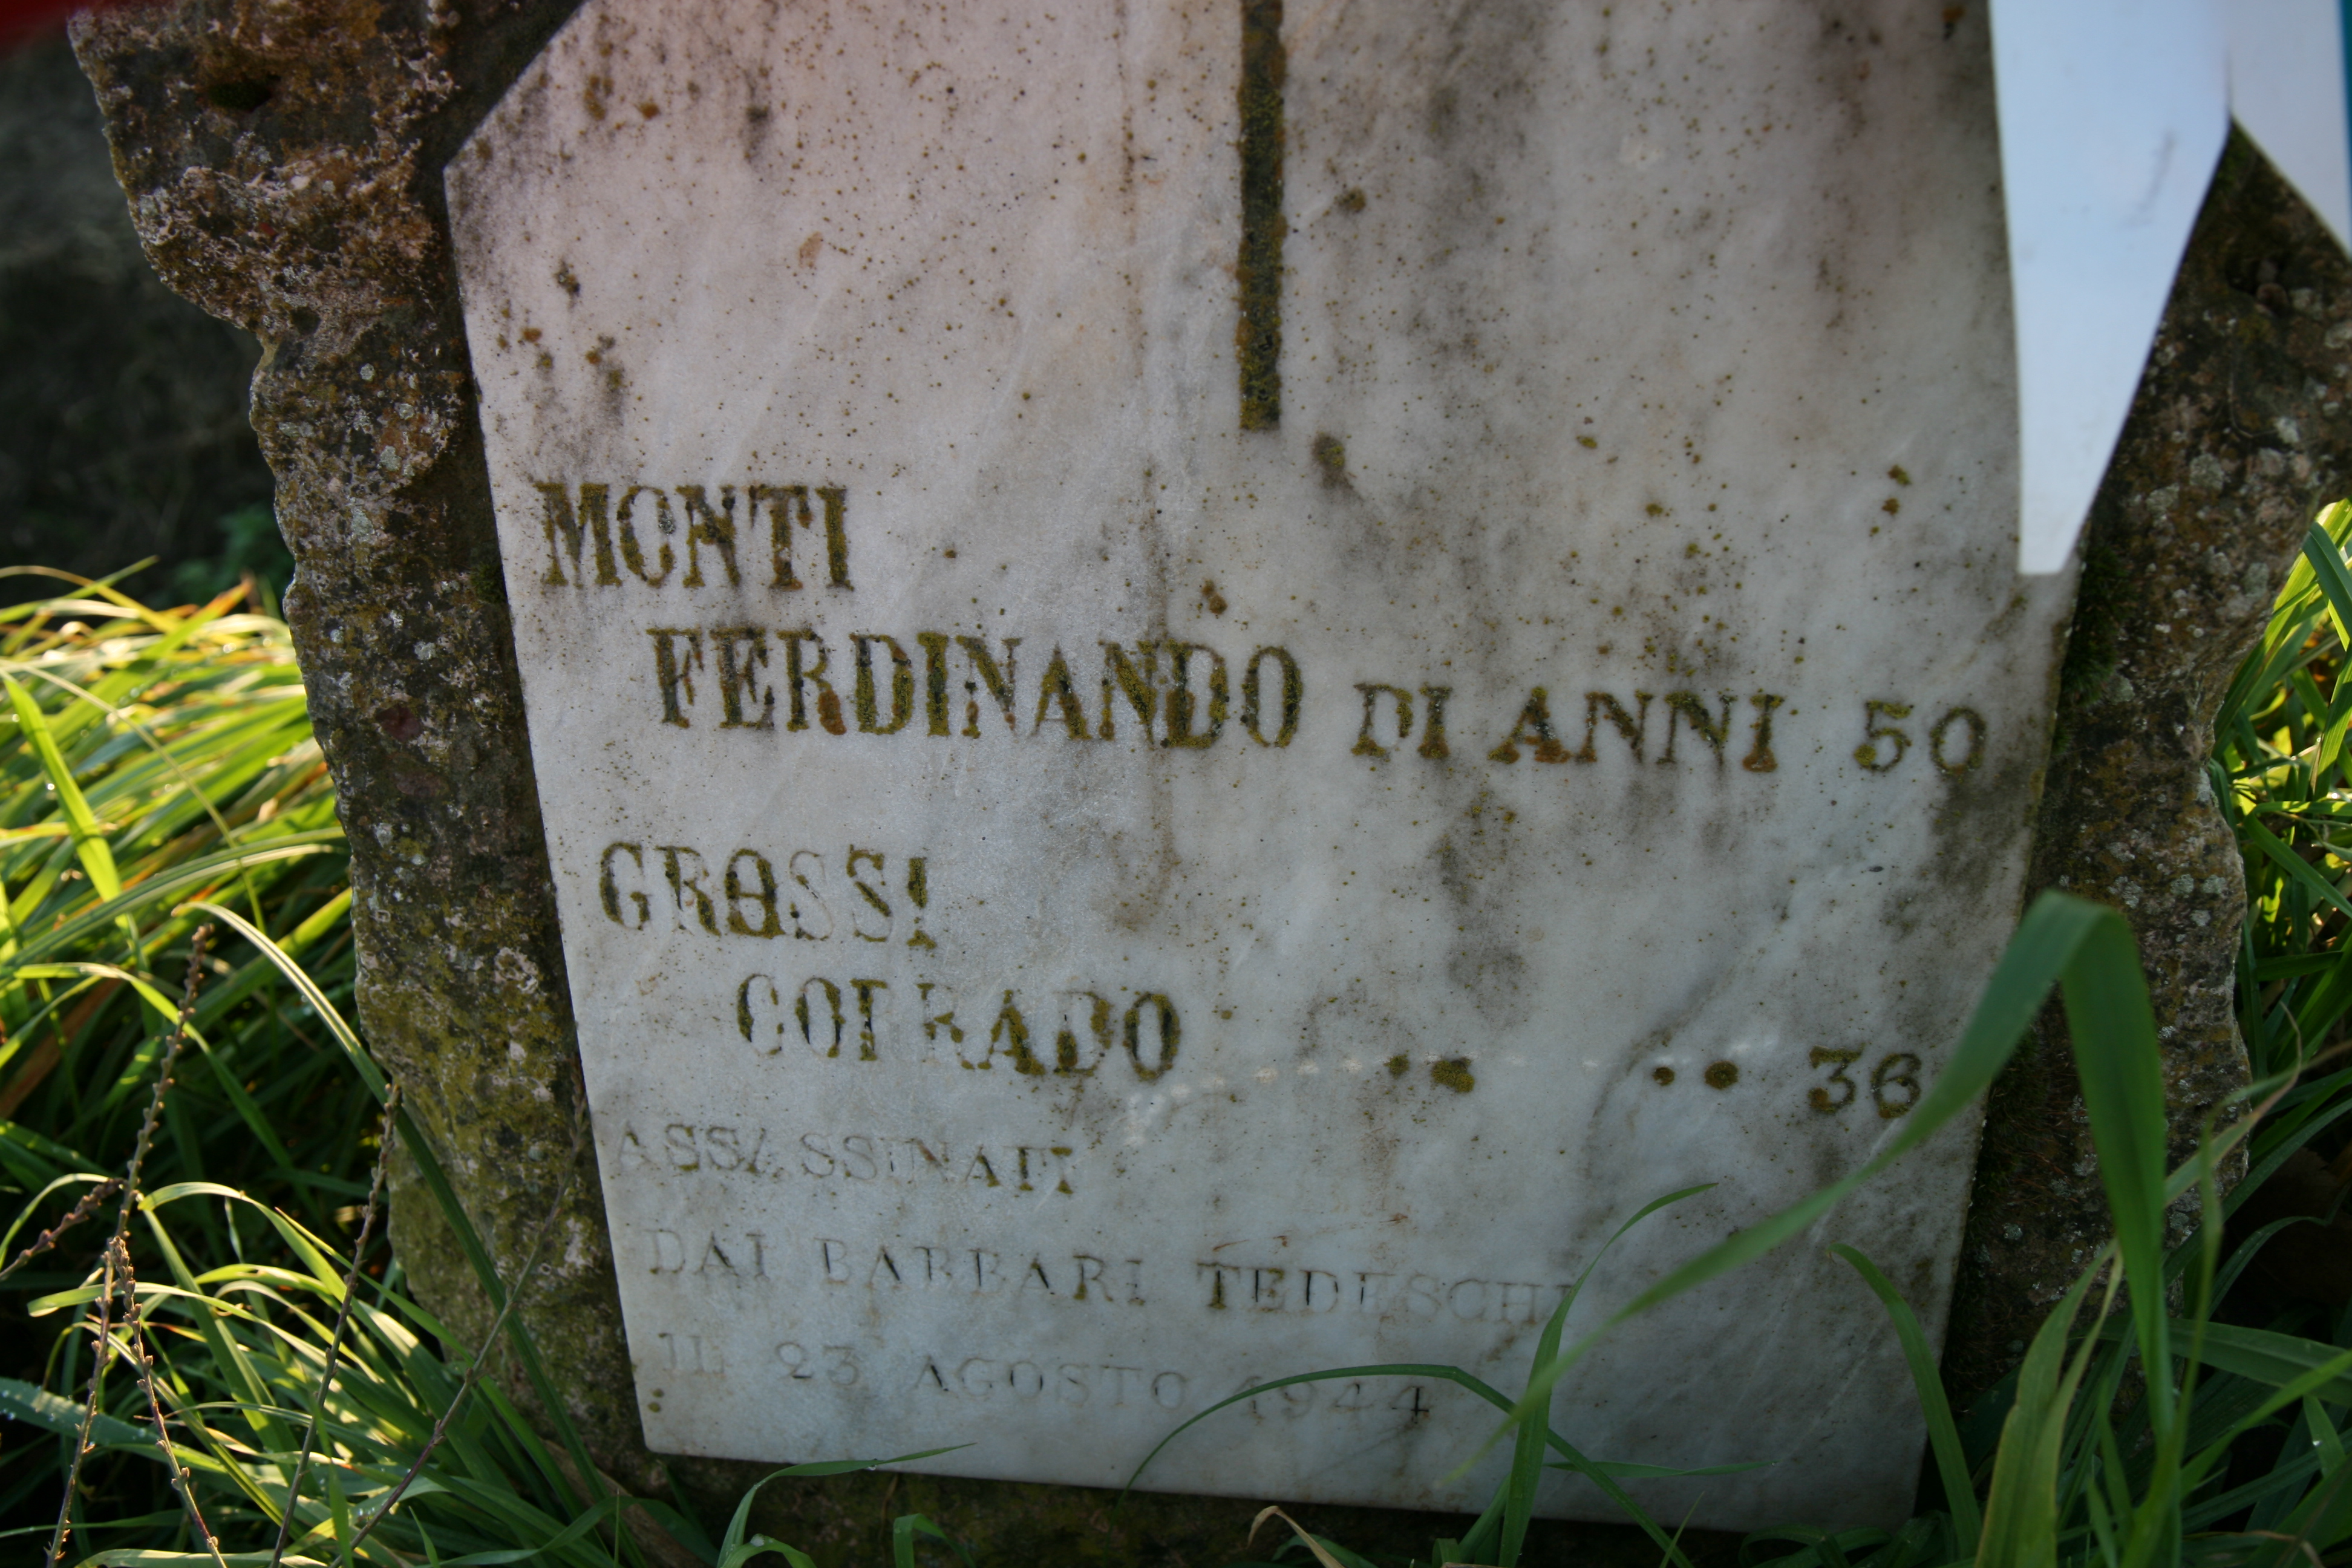 MONTI
FERDINANDO DI ANNI 50
GROSSI
CORRADO .. .. 36
ASSASSINATI
DAI BARBARI TEDESCHI
IL 23 AGOSTO 1944